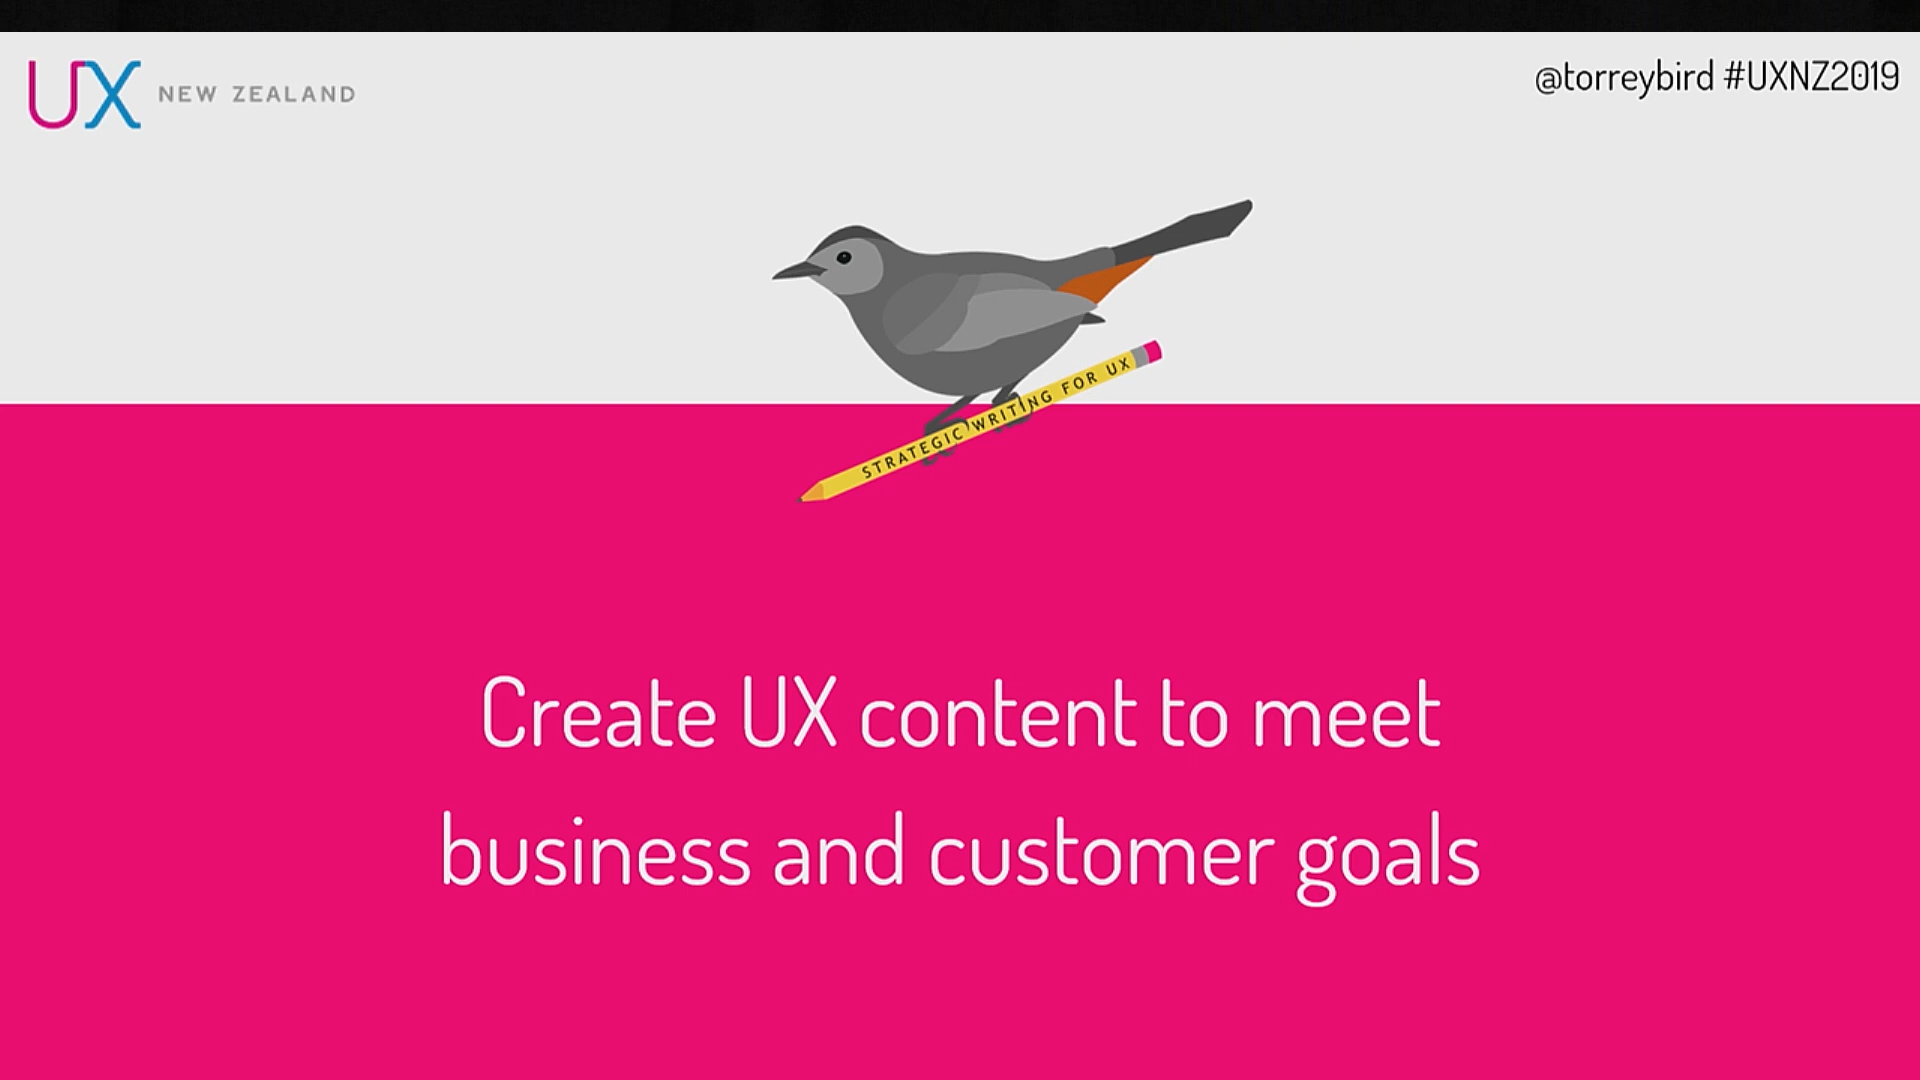 UX NEW ZEALAND
@torreybird #UXNZ2019
STRATEGIC WRITING FOR UX
Create UX content to meet
business and customer goals